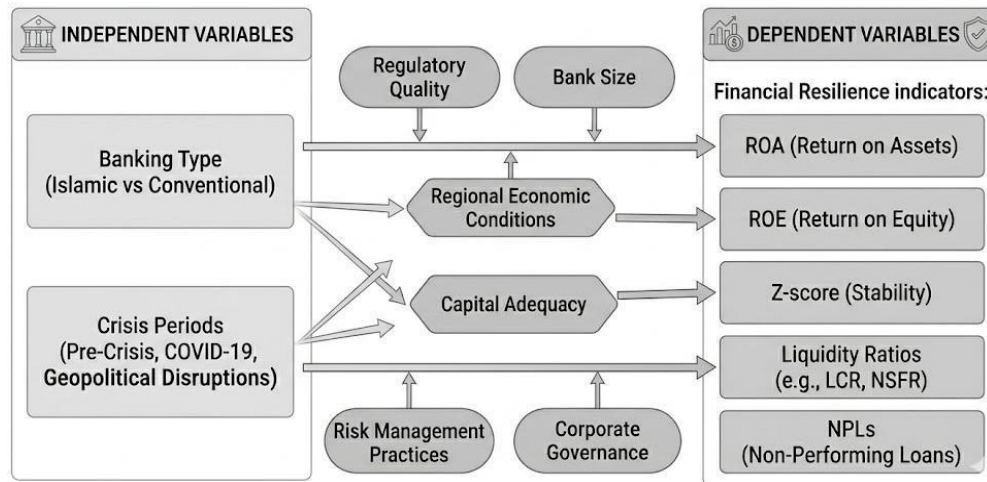 INDEPENDENT VARIABLES
Banking Type
(Islamic vs Conventional)
Crisis Periods
(Pre-Crisis, COVID-19,
Geopolitical Disruptions)
Regulatory
Quality
Bank Size
Regional Economic
Conditions
Capital Adequacy
Risk Management
Practices
Corporate
Governance
$
DEPENDENT VARIABLES
Financial Resilience indicators:
ROA (Return on Assets)
ROE (Return on Equity)
Z-score (Stability)
Liquidity Ratios
(e.g., LCR, NSFR)
NPLs
(Non-Performing Loans)